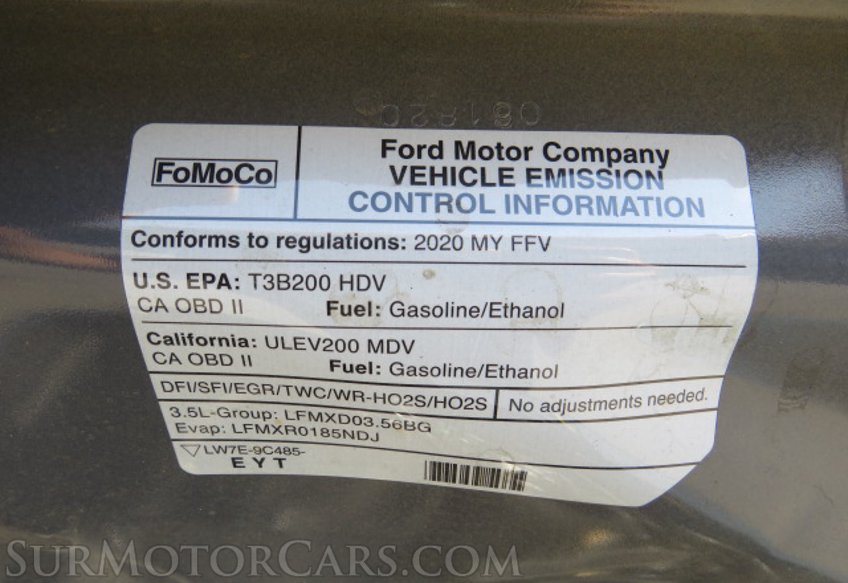 FoMoCo
Ford Motor Company
VEHICLE EMISSION
CONTROL INFORMATION
Conforms to regulations: 2020 MY FFV
U.S. EPA: T3B200 HDV
CA OBD II Fuel: Gasoline/Ethanol
California: ULEV200 MDV
CA OBD II Fuel: Gasoline/Ethanol
DFI/SFI/EGR/TWC/WR-HO2S/HO2S No adjustments needed.
3.5L-Group: LFMXD03.56BG
Evap: LFMXR0185NDJ
LW7E-9C485-
EYT
SURMOTORCARS.COM